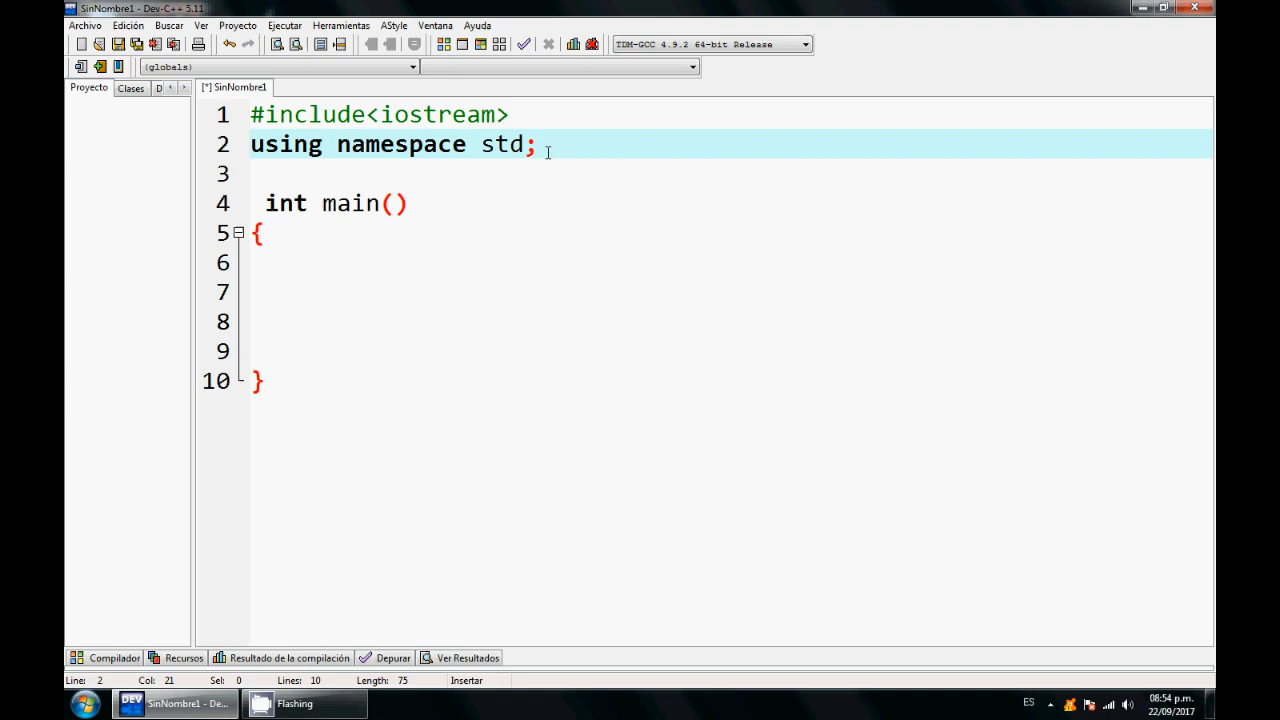 SinNombre1 - Dev-C++ 5.11
Archivo Edición Buscar Ver Proyecto Ejecutar Herramientas AStyle Ventana Ayuda
TDM-GCC 4.9.2 64-bit Release
(globals)
Proyecto Clases D [*] SinNombre1
1 #include<iostream>
2 using namespace std;
3
4 int main()
5 {
6
7
8
9
10 }
Compilador Recursos Resultado de la compilación Depurar Ver Resultados
Line: 2 Col: 21 Sel: 0 Lines: 10 Length: 75 Insertar
DEV SinNombre1 - De... Flashing ES 08:54 p.m.
22/09/2017